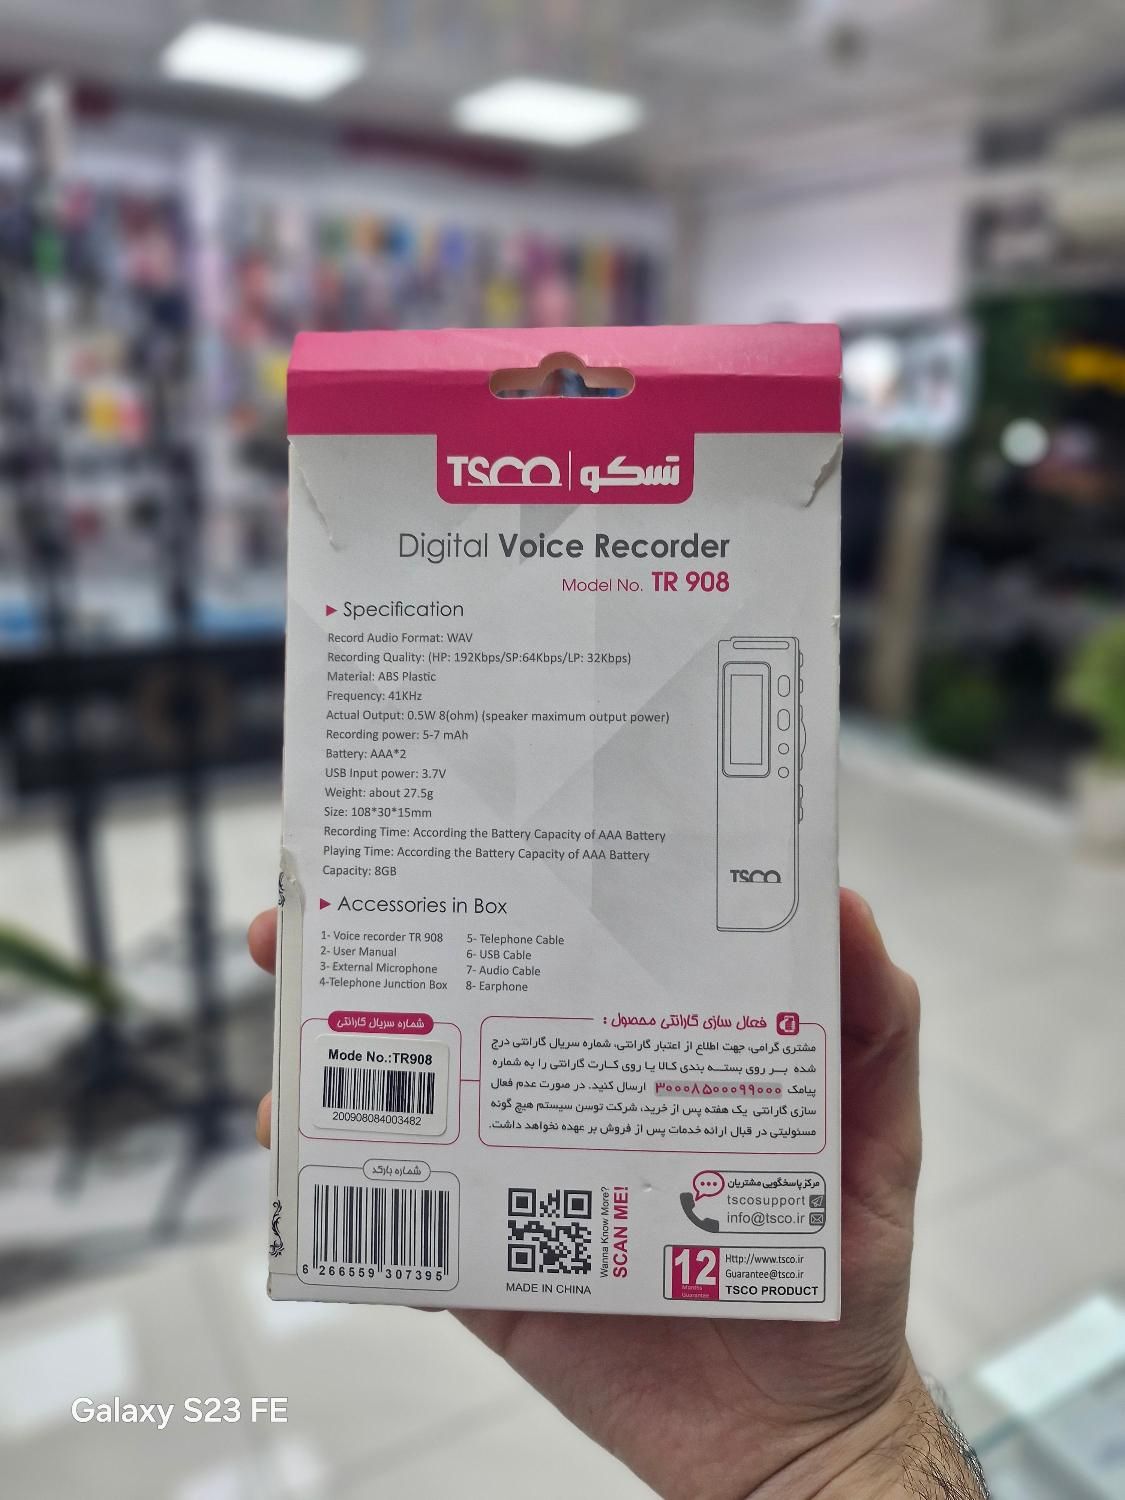 TSCO | تسکو
Digital Voice Recorder
Model No. TR 908
Specification
Record Audio Format: WAV
Recording Quality: (HP: 192Kbps/SP:64Kbps/LP: 32Kbps)
Material: ABS Plastic
Frequency: 41KHz
Actual Output: 0.5W 8(ohm) (speaker maximum output power)
Recording power: 5-7 mAh
Battery: AAA*2
USB Input power: 3.7V
Weight: about 27.5g
Size: 108*30*15mm
Recording Time: According the Battery Capacity of AAA Battery
Playing Time: According the Battery Capacity of AAA Battery
Capacity: 8GB
TSCO
Accessories in Box
1- Voice recorder TR 908
2- User Manual
3- External Microphone
4-Telephone Junction Box
5- Telephone Cable
6- USB Cable
7- Audio Cable
8- Earphone
شماره سریال گارانتی
Mode No.:TR908
200908084003482
فعال سازی گارانتی محصول :
مشتری گرامی، جهت اطلاع از اعتبار گارانتی، شماره سریال گارانتی درج
شده بــر روی بستــه بندی کالا یـا روی کــارت گارانتی را به شماره
پیامک ۳۰۰۰۸۵۰۰۰۹۹۰۰۰ ارسال کنید. در صورت عدم فعال
سازی گارانتی یک هفته پس از خرید، شرکت توسن سیستم هیچ گونه
مسئولیتی در قبال ارائه خدمات پس از فروش بر عهده نخواهد داشت.
شماره بارکد
6 266559 307395
Wanna Know More?
SCAN ME!
MADE IN CHINA
مرکز پاسخگویی مشتریان
tscosupport
info@tsco.ir
12
Months
Guarantee
Http://www.tsco.ir
Guarantee@tsco.ir
TSCO PRODUCT
Galaxy S23 FE